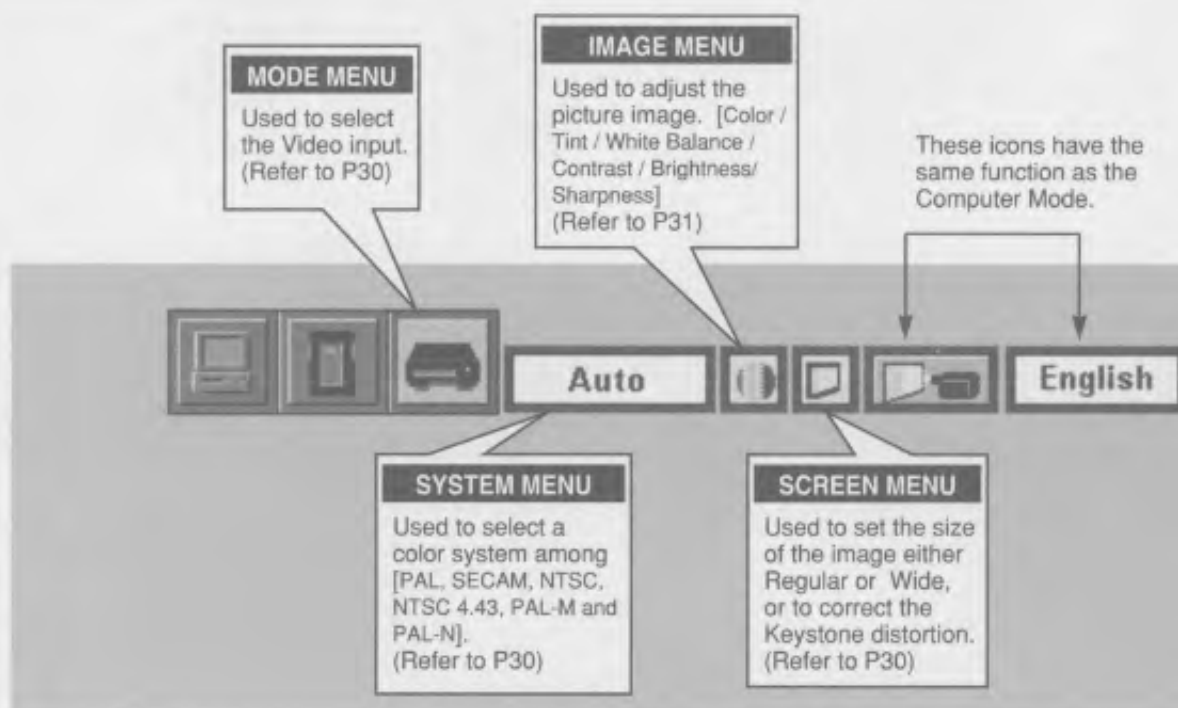 MODE MENU
Used to select
the Video input.
(Refer to P30)
IMAGE MENU
Used to adjust the
picture image. [Color /
Tint / White Balance /
Contrast / Brightness/
Sharpness]
(Refer to P31)
These icons have the
same function as the
Computer Mode.
Auto
English
SYSTEM MENU
Used to select a
color system among
[PAL, SECAM, NTSC,
NTSC 4.43, PAL-M and
PAL-N].
(Refer to P30)
SCREEN MENU
Used to set the size
of the image either
Regular or Wide,
or to correct the
Keystone distortion.
(Refer to P30)